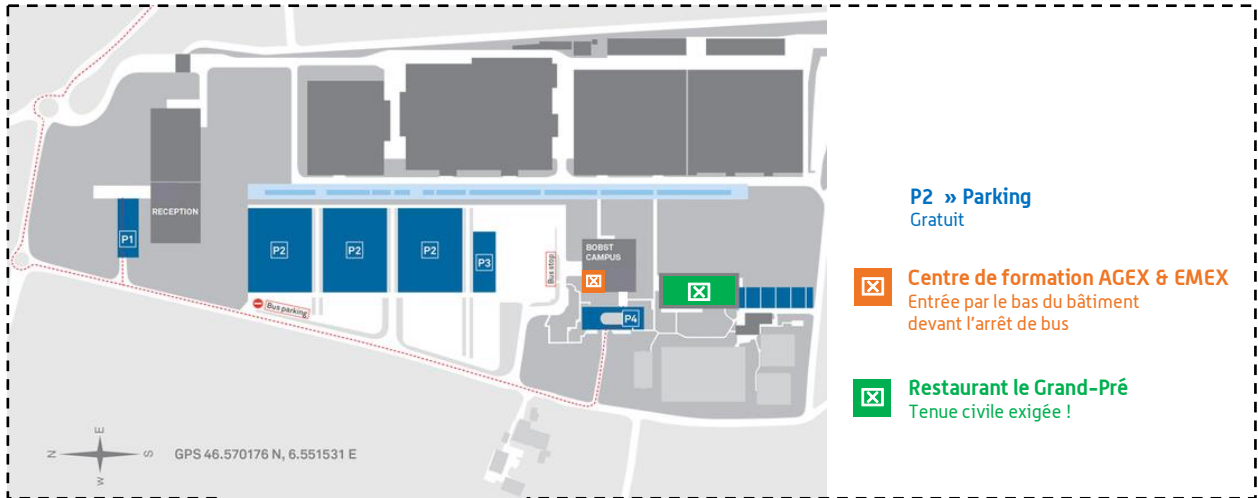 RECEPTION
P1
P2
P2
P2
P3
Bus stop
BOBST
CAMPUS
P4
Bus parking
E
N
S
W
GPS 46.570176 N, 6.551531 E
P2 » Parking
Gratuit
Centre de formation AGEX & EMEX
Entrée par le bas du bâtiment
devant l'arrêt de bus
Restaurant le Grand-Pré
Tenue civile exigée !